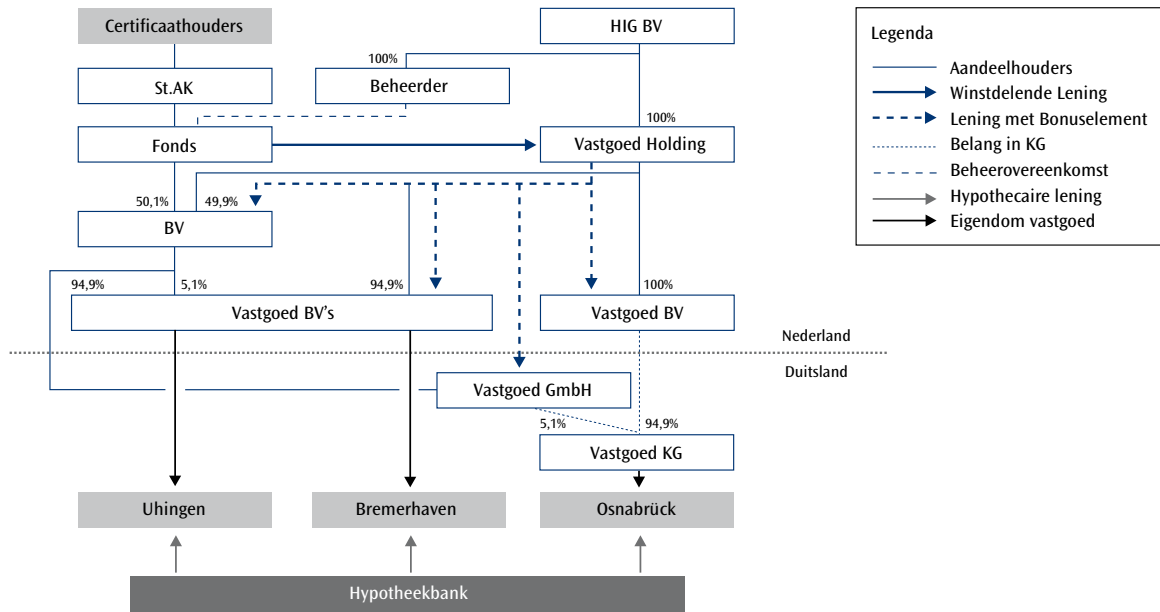 Certificaathouders
HIG BV
100%
St.AK
Beheerder
100%
Fonds
Vastgoed Holding
50,1%
49,9%
BV
94,9%
5,1%
94,9%
100%
Vastgoed BV's
Vastgoed BV
Nederland
Duitsland
Vastgoed GmbH
5,1%
94,9%
Vastgoed KG
Uhingen
Bremerhaven
Osnabrück
Hypotheekbank
Legenda
Aandeelhouders
Winstdelende Lening
Lening met Bonuselement
Belang in KG
Beheerovereenkomst
Hypothecaire lening
Eigendom vastgoed